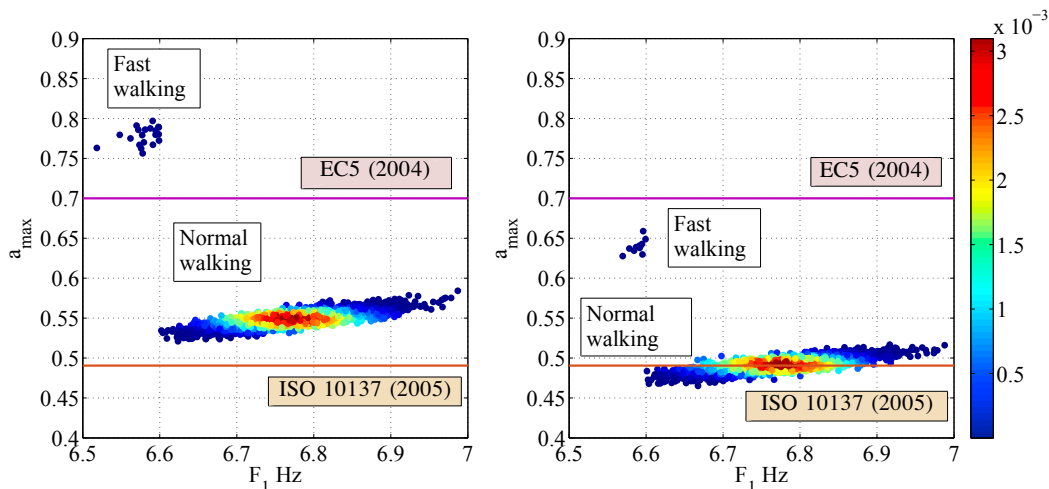 x 10⁻³
0.9
0.85
0.8
0.75
0.7
0.65
0.6
0.55
0.5
0.45
0.4
a_max
Fast
walking
EC5 (2004)
Normal
walking
ISO 10137 (2005)
6.5 6.6 6.7 6.8 6.9 7
F_1 Hz
0.9
0.85
0.8
0.75
0.7
0.65
0.6
0.55
0.5
0.45
0.4
a_max
EC5 (2004)
Fast
walking
Normal
walking
ISO 10137 (2005)
6.5 6.6 6.7 6.8 6.9 7
F_1 Hz
3
2.5
2
1.5
1
0.5